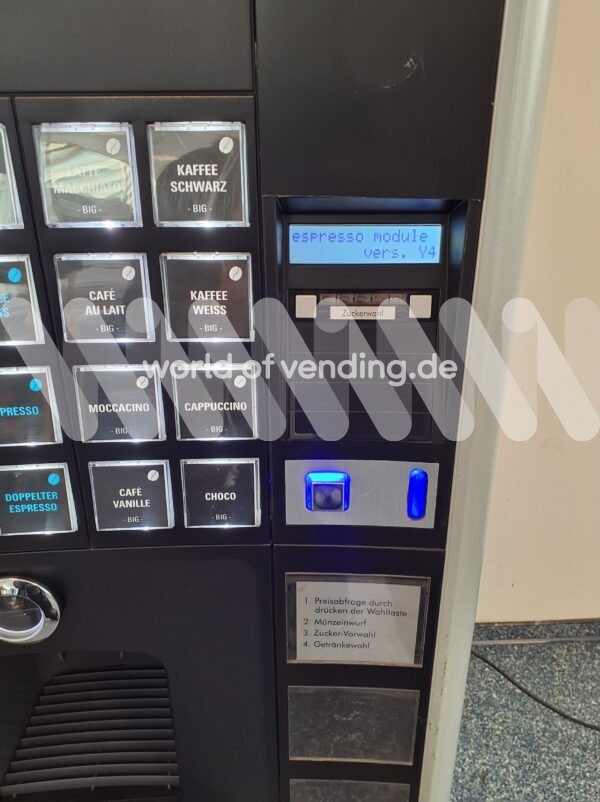 LATTE
MACCHIATO
- BIG -
KAFFEE
SCHWARZ
- BIG -
espresso module
vers. Y4
CAFÉ
AU LAIT
- BIG -
KAFFEE
WEISS
- BIG -
Zuckerwahl
world of vending.de
PRESSO
MOCCACINO
- BIG -
CAPPUCCINO
- BIG -
DOPPELTER
ESPRESSO
CAFÉ
VANILLE
- BIG -
CHOCO
- BIG -
1. Preisabfrage durch
drücken der Wahltaste
2. Münzeinwurf
3. Zucker-Vorwahl
4. Getränkewahl